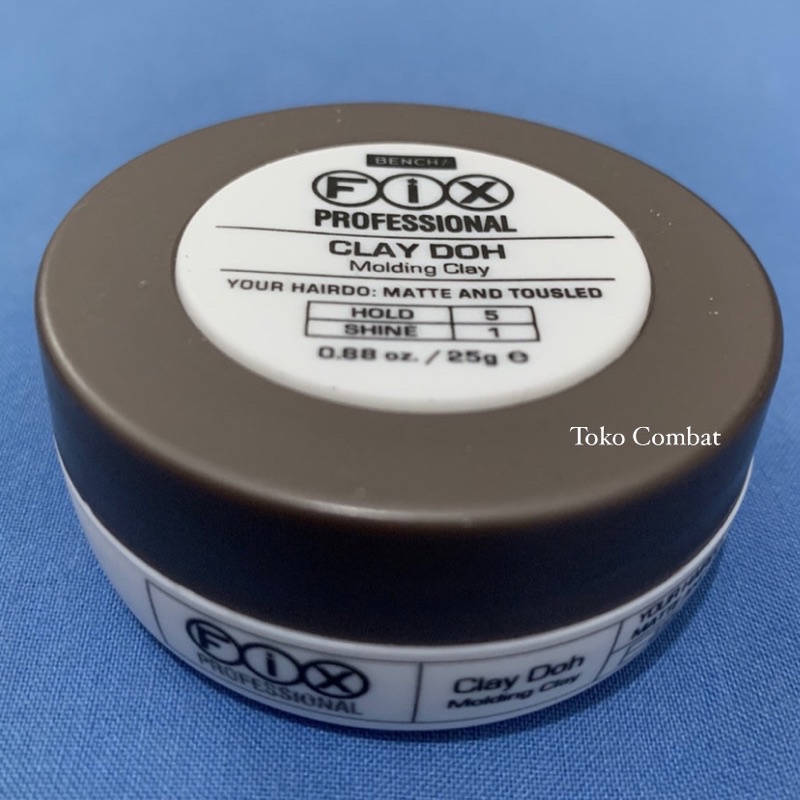 BENCH/
FiX
PROFESSIONAL
CLAY DOH
Molding Clay
YOUR HAIRDO: MATTE AND TOUSLED
HOLD 5
SHINE 1
0.88 oz. / 25g ℮
Toko Combat
FiX
PROFESSIONAL
Clay Doh
Molding Clay
YOUR